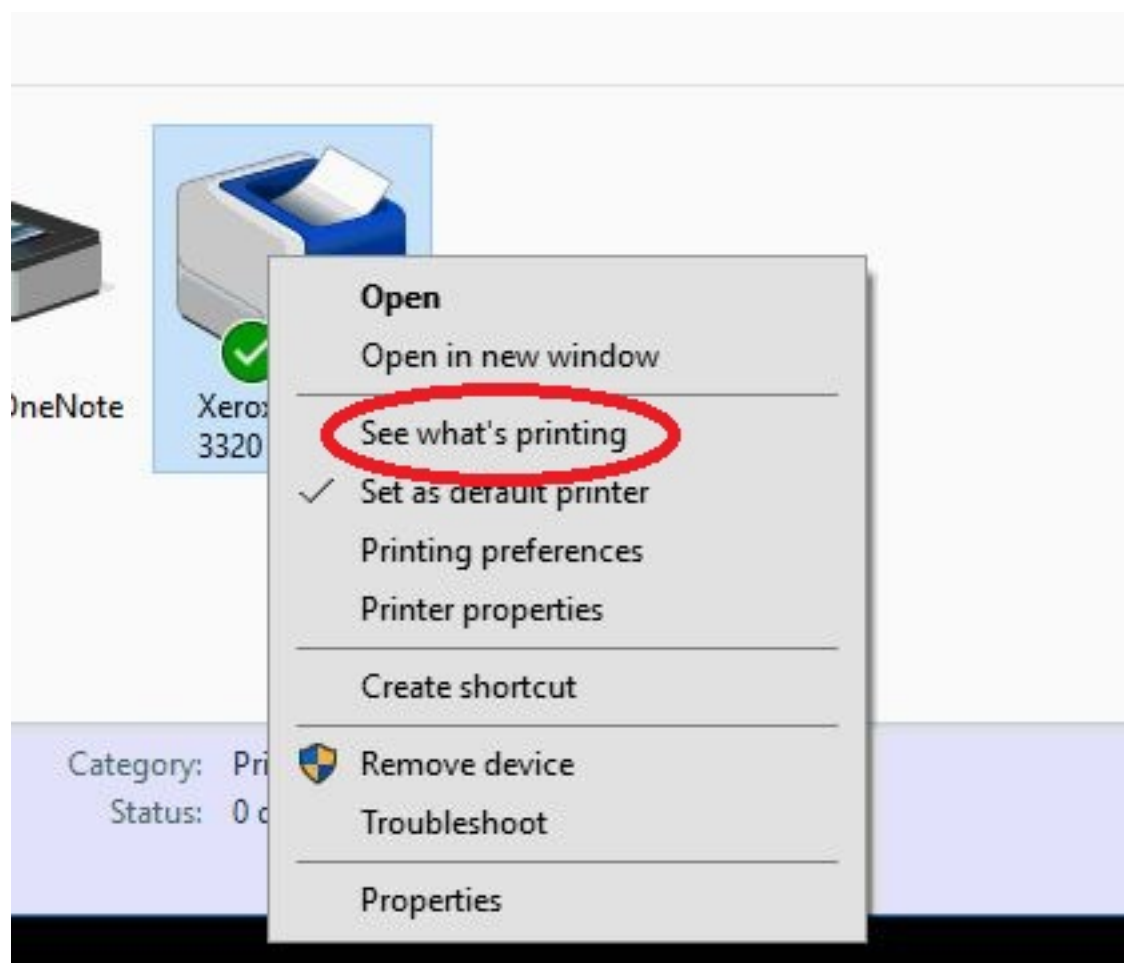 Open
Open in new window
OneNote
Xerox
3320
See what's printing
Set as default printer
Printing preferences
Printer properties
Create shortcut
Category:
Remove device
Status: 0
Troubleshoot
Properties